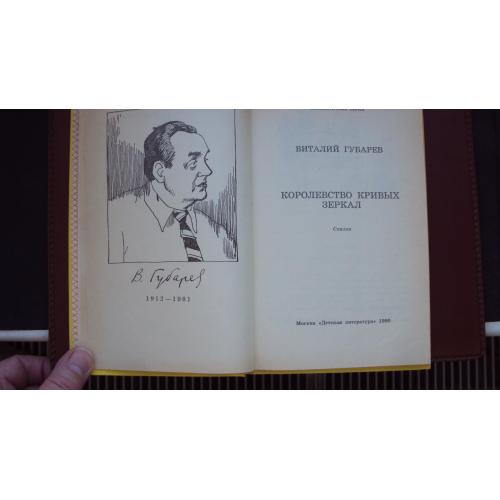 В. Губарев
1912—1981
ВИТАЛИЙ ГУБАРЕВ
КОРОЛЕВСТВО КРИВЫХ
ЗЕРКАЛ
Сказка
Москва «Детская литература»